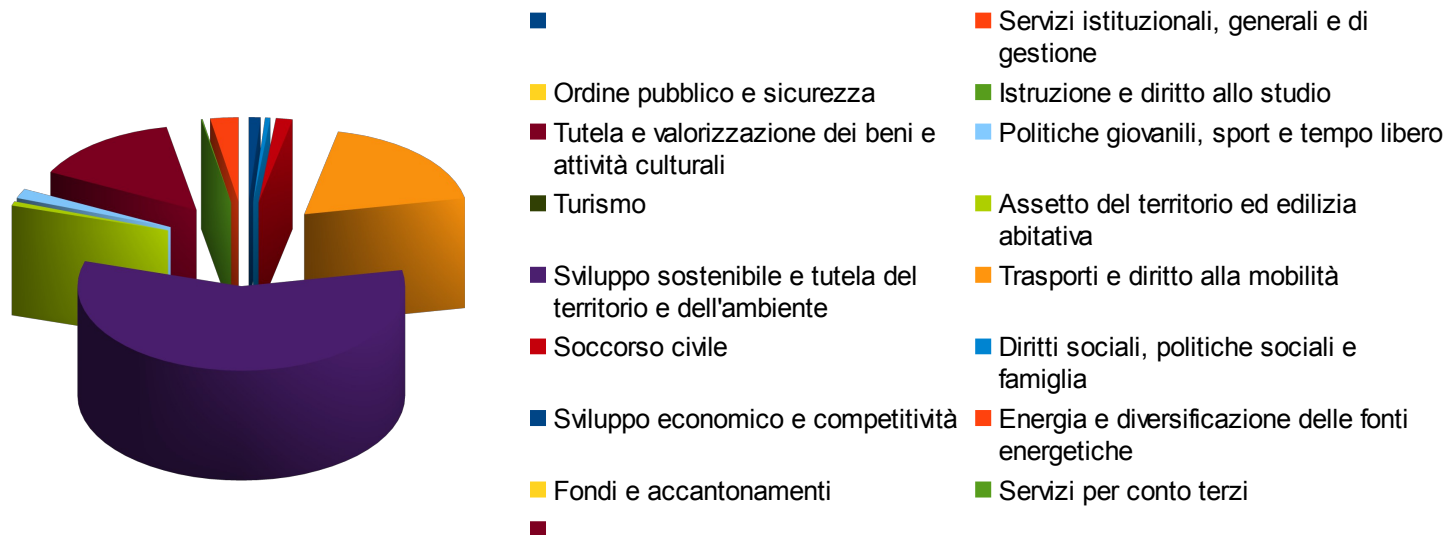 Servizi istituzionali, generali e di
gestione
Ordine pubblico e sicurezza
Istruzione e diritto allo studio
Tutela e valorizzazione dei beni e
attività culturali
Politiche giovanili, sport e tempo libero
Turismo
Assetto del territorio ed edilizia
abitativa
Sviluppo sostenibile e tutela del
territorio e dell'ambiente
Trasporti e diritto alla mobilità
Soccorso civile
Diritti sociali, politiche sociali e
famiglia
Sviluppo economico e competitività
Energia e diversificazione delle fonti
energetiche
Fondi e accantonamenti
Servizi per conto terzi